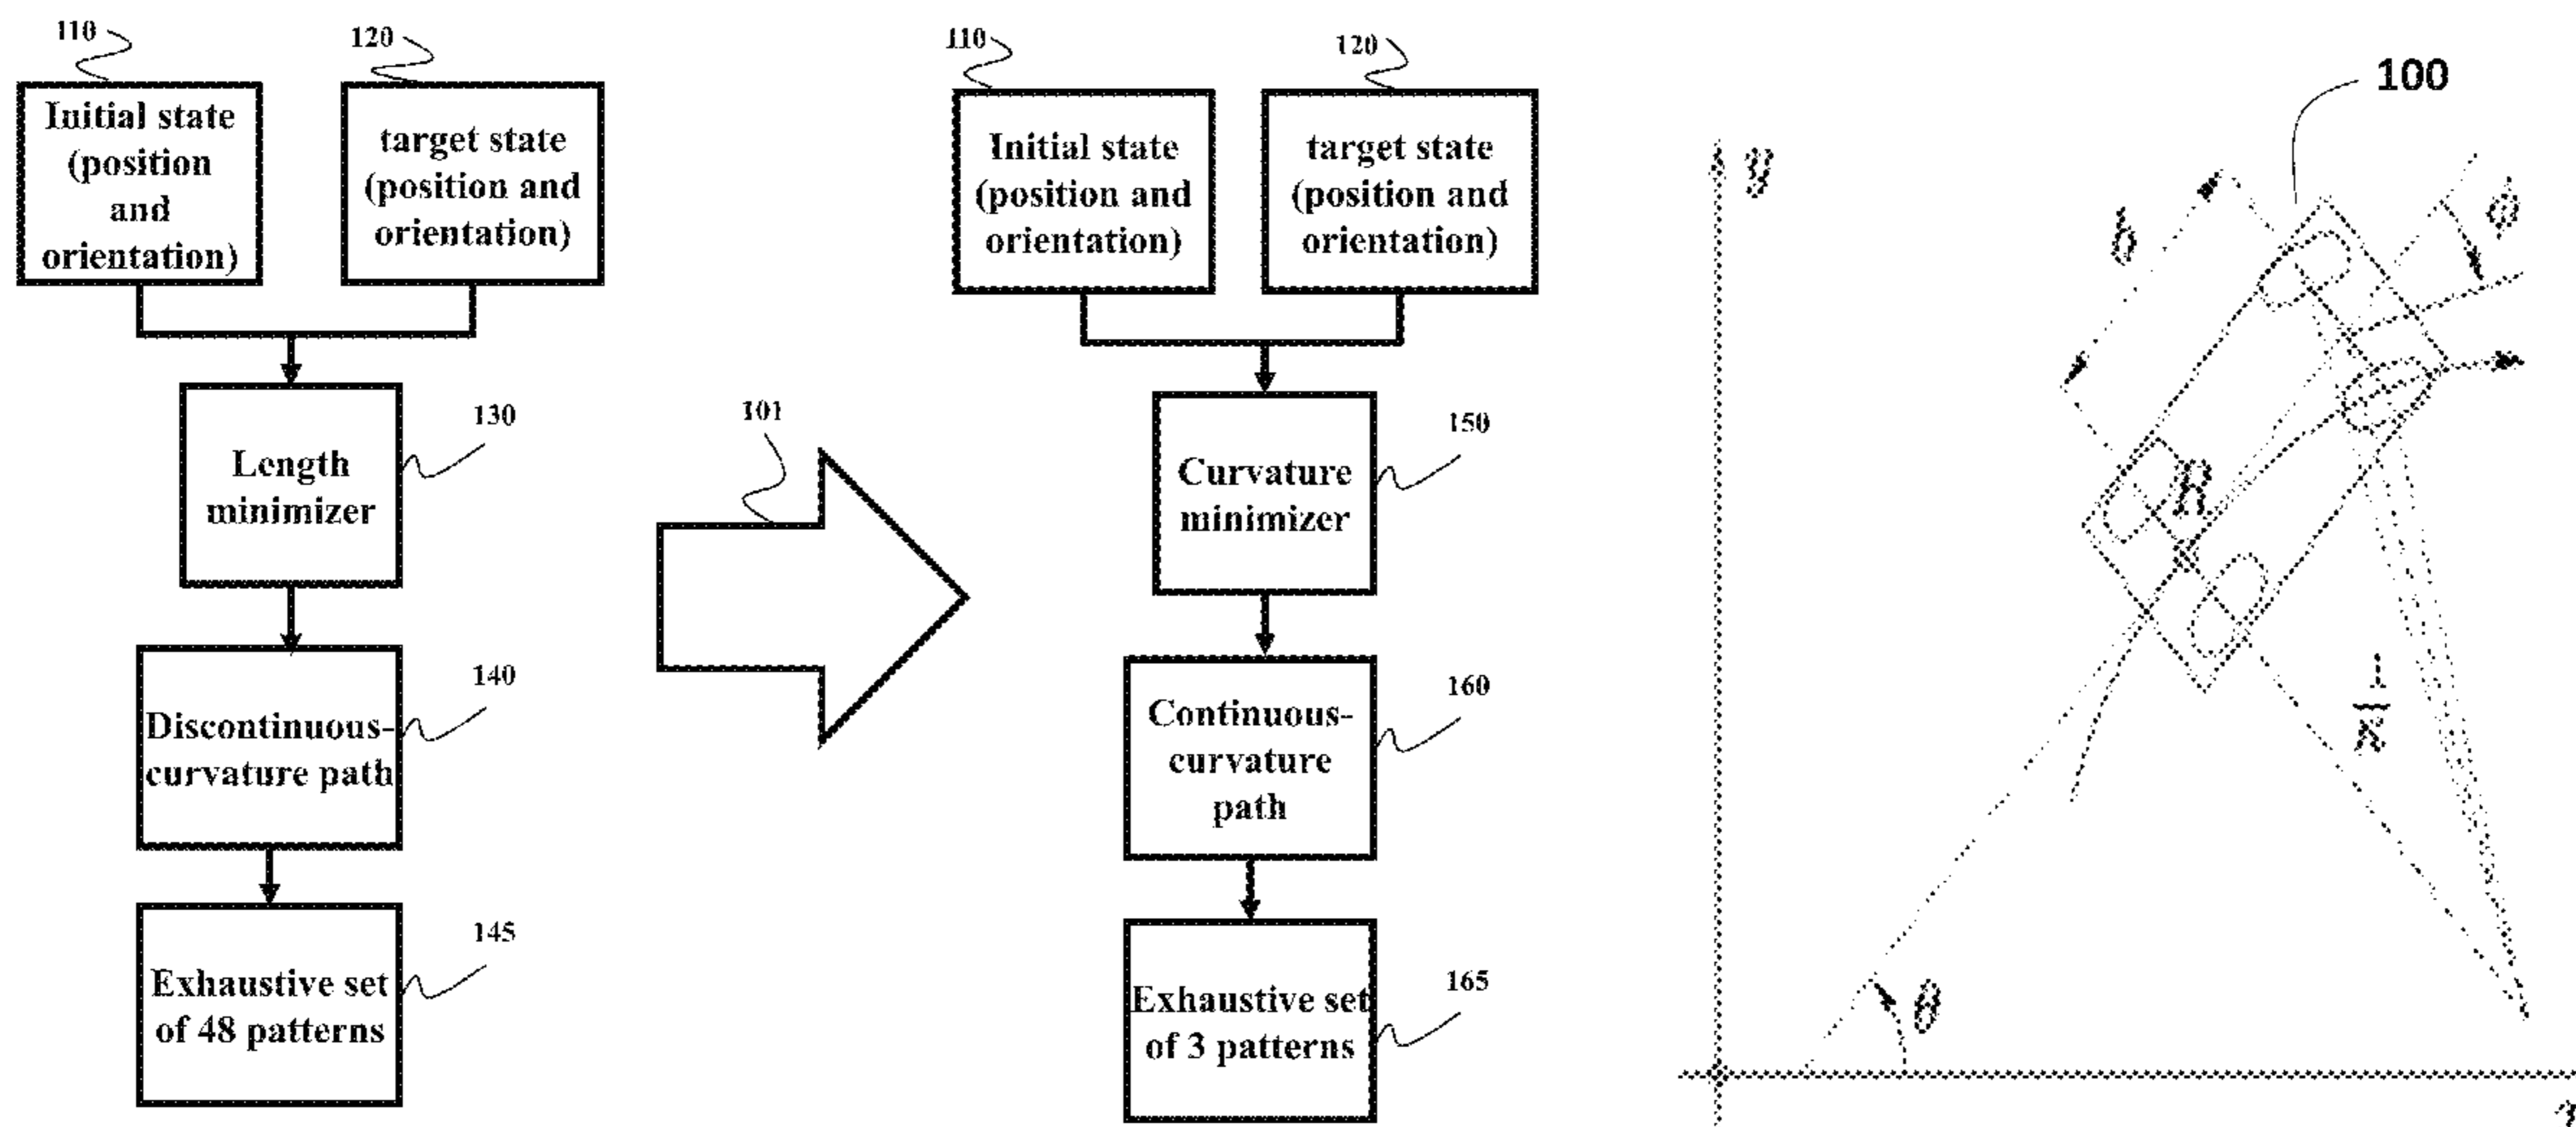 110
120
Initial state
(position
and
orientation)
target state
(position and
orientation)
130
Length
minimizer
140
Discontinuous-
curvature path
145
Exhaustive set
of 48 patterns
101
110
120
Initial state
(position and
orientation)
target state
(position and
orientation)
150
Curvature
minimizer
160
Continuous-
curvature
path
165
Exhaustive set
of 3 patterns
100
y
b
ϕ
R
1
κ
θ